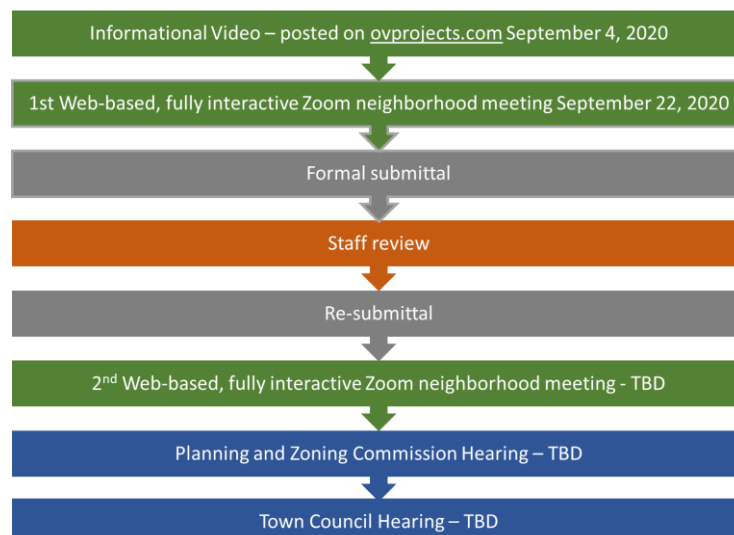 Informational Video – posted on ovprojects.com September 4, 2020
1st Web-based, fully interactive Zoom neighborhood meeting September 22, 2020
Formal submittal
Staff review
Re-submittal
2nd Web-based, fully interactive Zoom neighborhood meeting - TBD
Planning and Zoning Commission Hearing – TBD
Town Council Hearing – TBD